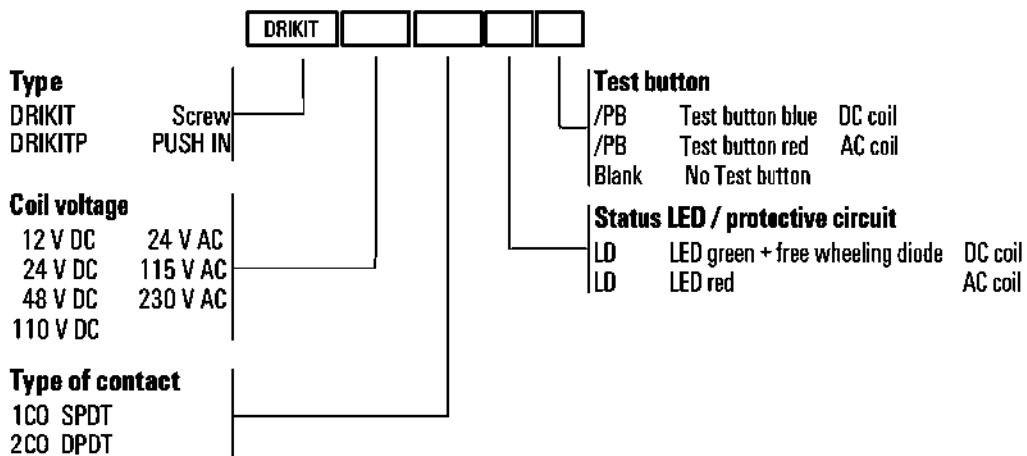 DRIKIT
Type
DRIKIT Screw
DRIKITP PUSH IN
Coil voltage
12 V DC 24 V AC
24 V DC 115 V AC
48 V DC 230 V AC
110 V DC
Type of contact
1CO SPDT
2CO DPDT
Test button
/PB Test button blue DC coil
/PB Test button red AC coil
Blank No Test button
Status LED / protective circuit
LD LED green + free wheeling diode DC coil
LD LED red AC coil